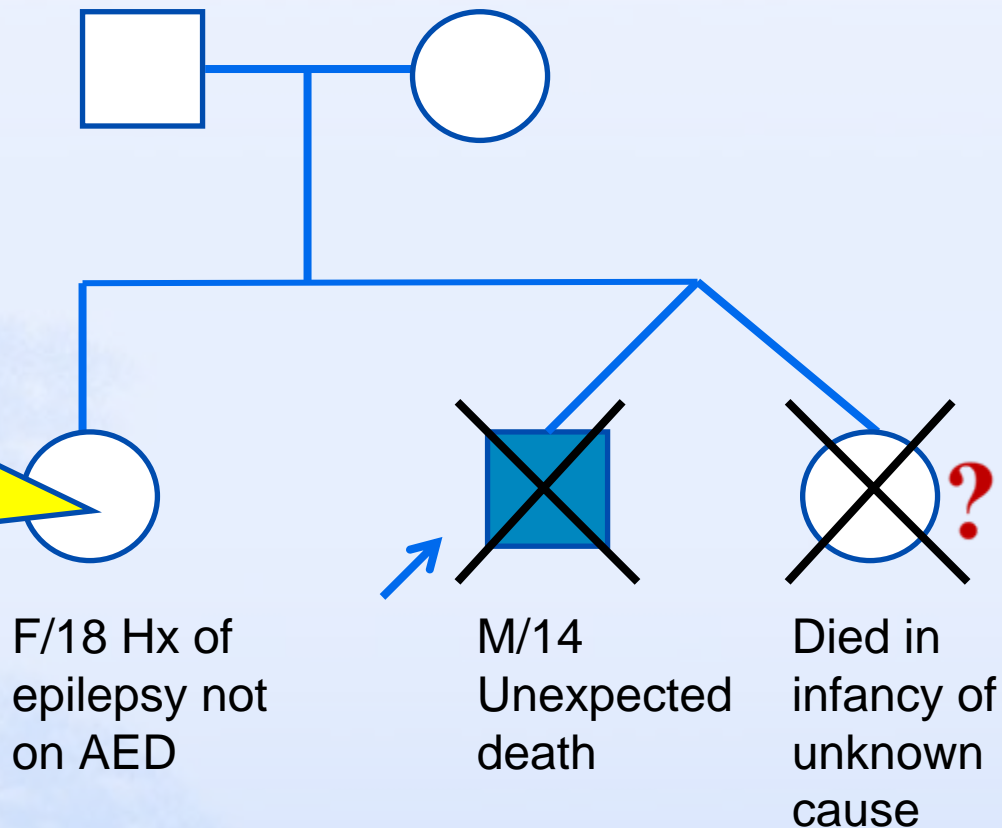 ?
F/18 Hx of
epilepsy not
on AED
M/14
Unexpected
death
Died in
infancy of
unknown
cause